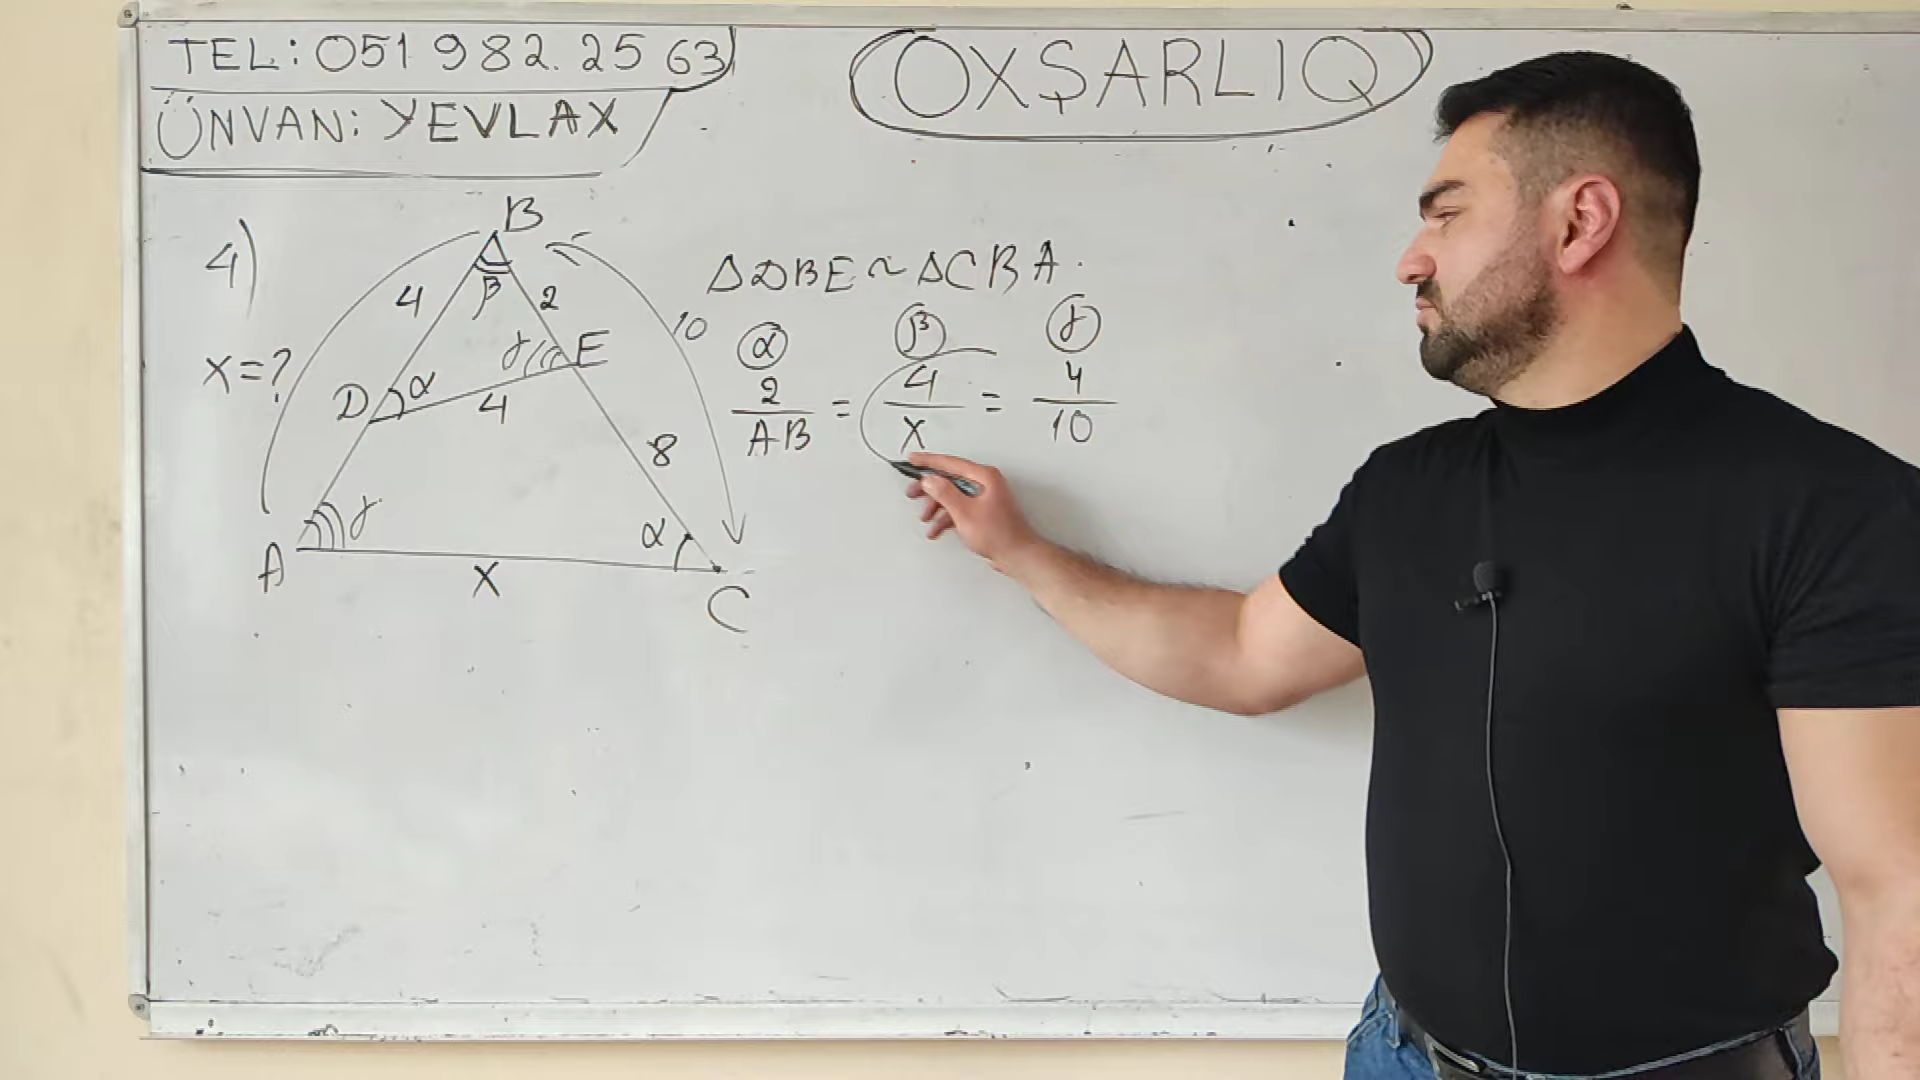 TEL: 051 982. 25 63
ÜNVAN: YEVLAX
OXŞARLIQ
4)
x=?
B
4
β
2
10
D
α
γ
E
4
8
A
γ
α
x
C
ΔDBE ~ ΔCBA.
α β γ
2/AB = 4/x = 4/10